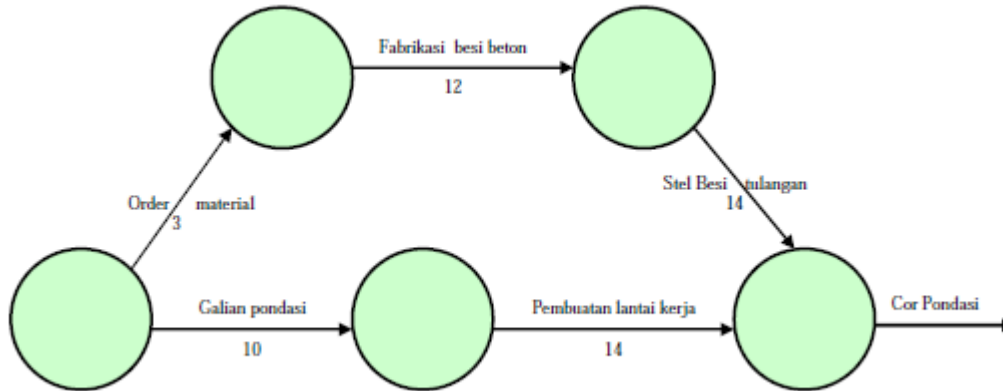 Fabrikasi besi beton
12
Order material
3
Stel Besi tulangan
14
Galian pondasi
10
Pembuatan lantai kerja
14
Cor Pondasi